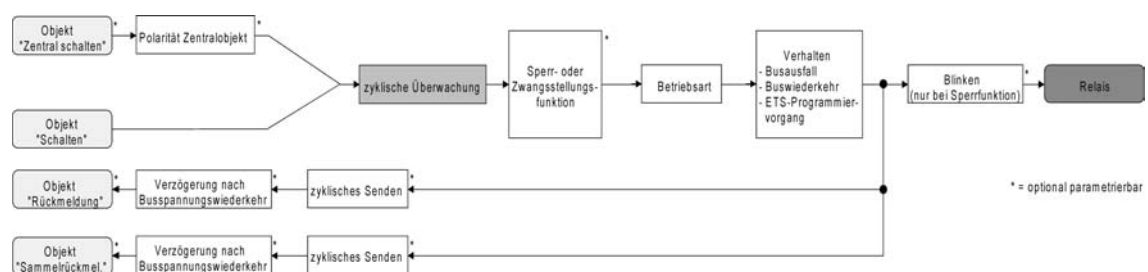 Objekt
"Zentral schalten"
*
Polarität Zentralobjekt
*
Objekt
"Schalten"
zyklische Überwachung
Sperr- oder
Zwangsstellungs-
funktion
*
Betriebsart
Verhalten
- Busausfall
- Buswiederkehr
- ETS-Programmier-
vorgang
Blinken
(nur bei Sperrfunktion)
*
Relais
Objekt
"Rückmeldung"
*
Verzögerung nach
Busspannungswiederkehr
*
zyklisches Senden
*
* = optional parametrierbar
Objekt
"Sammelrückmel."
*
Verzögerung nach
Busspannungswiederkehr
*
zyklisches Senden
*